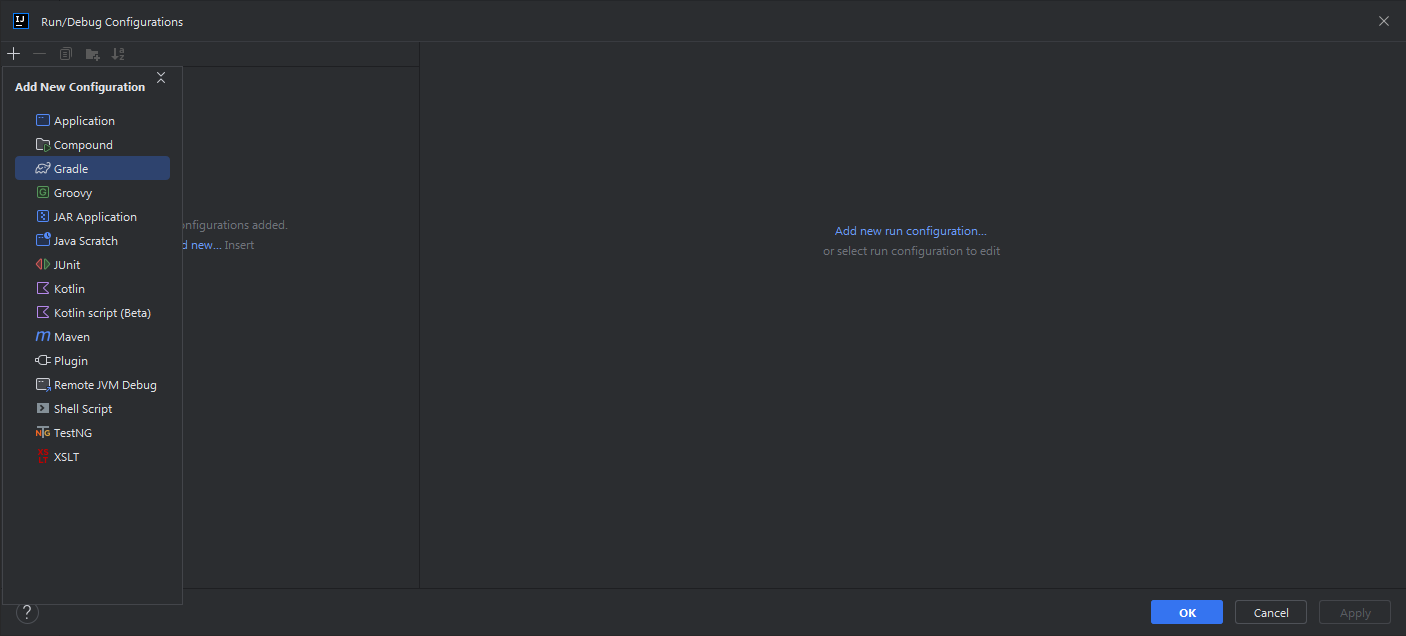 IJ
Run/Debug Configurations
Add New Configuration
Application
Compound
Gradle
G
Groovy
JAR Application
Java Scratch
JUnit
Kotlin
Kotlin script (Beta)
m
Maven
Plugin
Remote JVM Debug
Shell Script
NTG
TestNG
XSLT
onfigurations added.
d new... Insert
Add new run configuration...
or select run configuration to edit
?
OK
Cancel
Apply